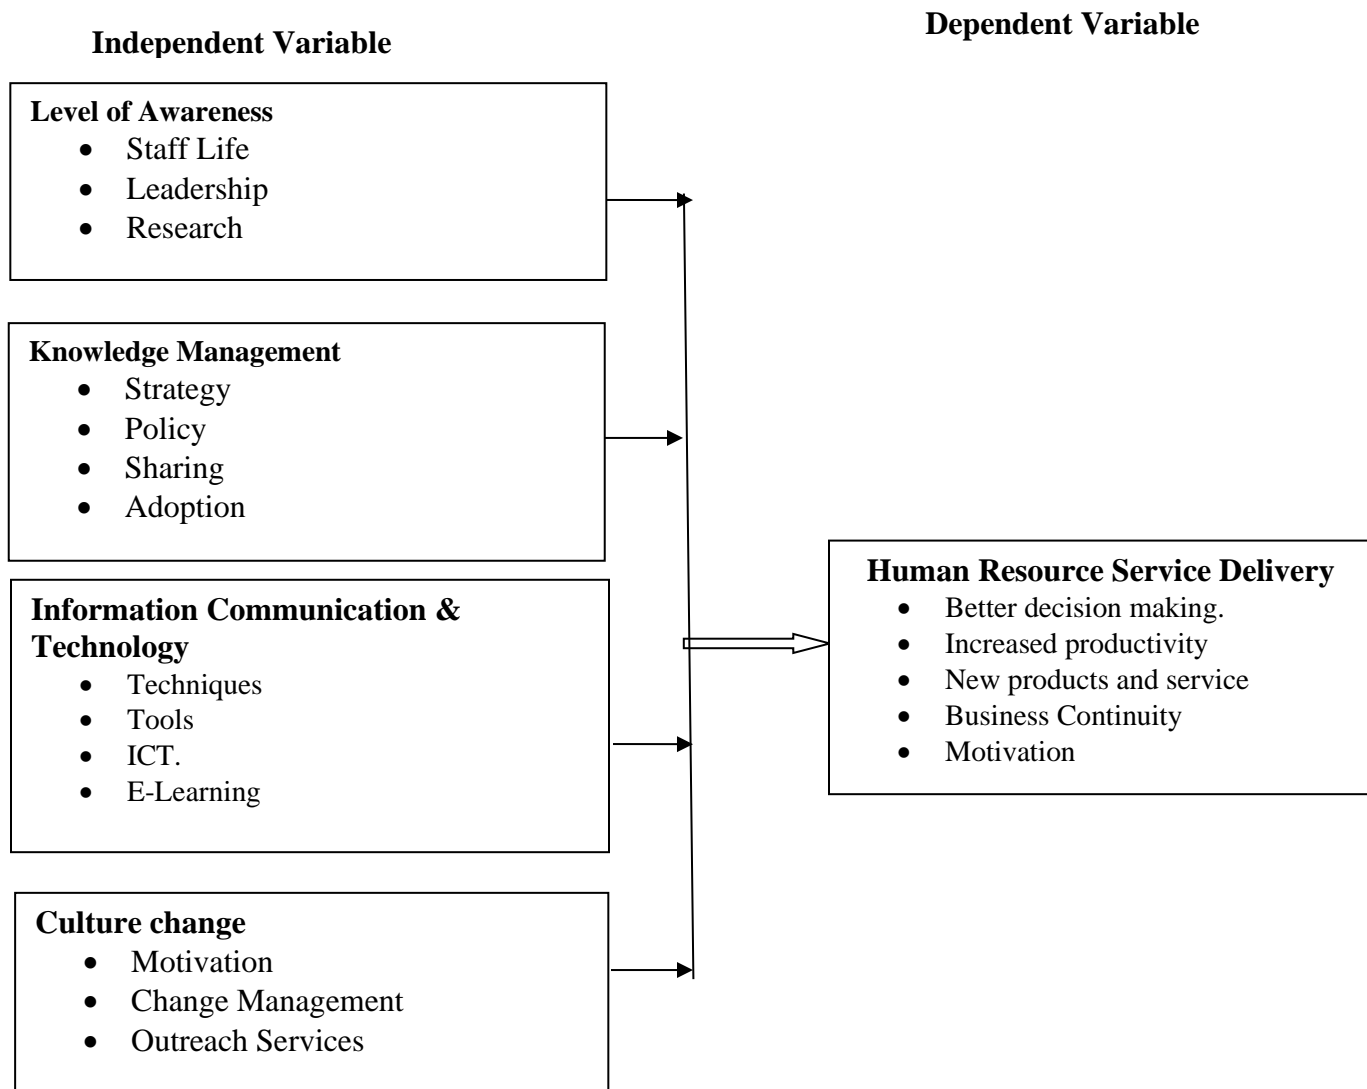 Independent Variable
Dependent Variable
Level of Awareness
• Staff Life
• Leadership
• Research
Knowledge Management
• Strategy
• Policy
• Sharing
• Adoption
Information Communication &
Technology
• Techniques
• Tools
• ICT.
• E-Learning
Culture change
• Motivation
• Change Management
• Outreach Services
Human Resource Service Delivery
• Better decision making.
• Increased productivity
• New products and service
• Business Continuity
• Motivation